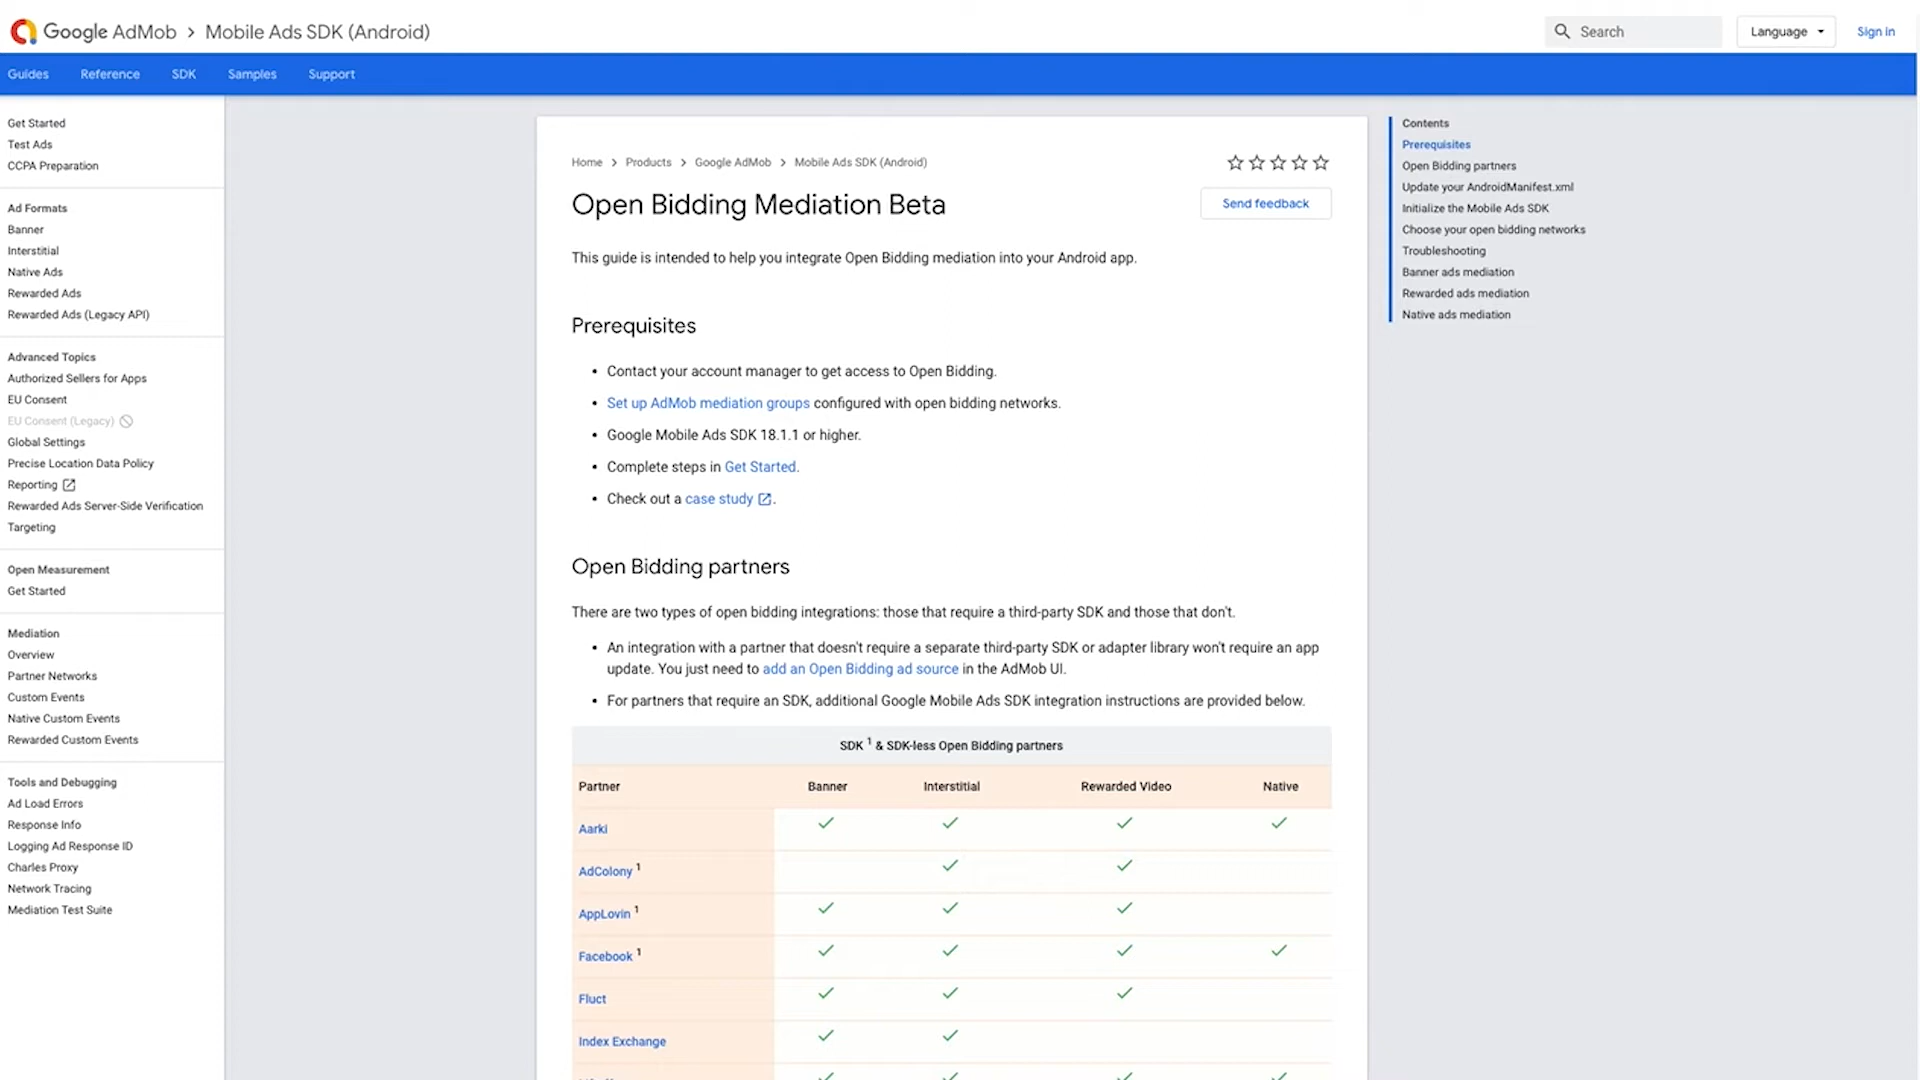 Google AdMob > Mobile Ads SDK (Android)
Search
Language
Sign in
Guides
Reference
SDK
Samples
Support
Get Started
Test Ads
CCPA Preparation
Ad Formats
Banner
Interstitial
Native Ads
Rewarded Ads
Rewarded Ads (Legacy API)
Advanced Topics
Authorized Sellers for Apps
EU Consent
EU Consent (Legacy)
Global Settings
Precise Location Data Policy
Reporting
Rewarded Ads Server-Side Verification
Targeting
Open Measurement
Get Started
Mediation
Overview
Partner Networks
Custom Events
Native Custom Events
Rewarded Custom Events
Tools and Debugging
Ad Load Errors
Response Info
Logging Ad Response ID
Charles Proxy
Network Tracing
Mediation Test Suite
Home > Products > Google AdMob > Mobile Ads SDK (Android)
Open Bidding Mediation Beta
Send feedback
This guide is intended to help you integrate Open Bidding mediation into your Android app.
Prerequisites
• Contact your account manager to get access to Open Bidding.
• Set up AdMob mediation groups configured with open bidding networks.
• Google Mobile Ads SDK 18.1.1 or higher.
• Complete steps in Get Started.
• Check out a case study.
Open Bidding partners
There are two types of open bidding integrations: those that require a third-party SDK and those that don't.
• An integration with a partner that doesn't require a separate third-party SDK or adapter library won't require an app
update. You just need to add an Open Bidding ad source in the AdMob UI.
• For partners that require an SDK, additional Google Mobile Ads SDK integration instructions are provided below.
SDK 1 & SDK-less Open Bidding partners
Partner Banner Interstitial Rewarded Video Native
Aarki ✓ ✓ ✓ ✓
AdColony 1 ✓ ✓
AppLovin 1 ✓ ✓ ✓
Facebook 1 ✓ ✓ ✓ ✓
Fluct ✓ ✓ ✓
Index Exchange ✓ ✓
Contents
Prerequisites
Open Bidding partners
Update your AndroidManifest.xml
Initialize the Mobile Ads SDK
Choose your open bidding networks
Troubleshooting
Banner ads mediation
Rewarded ads mediation
Native ads mediation